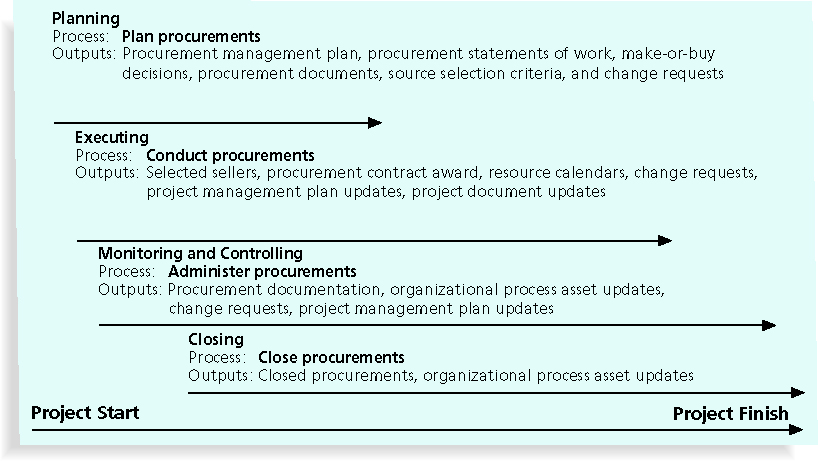 Planning
Process: Plan procurements
Outputs: Procurement management plan, procurement statements of work, make-or-buy
decisions, procurement documents, source selection criteria, and change requests
Executing
Process: Conduct procurements
Outputs: Selected sellers, procurement contract award, resource calendars, change requests,
project management plan updates, project document updates
Monitoring and Controlling
Process: Administer procurements
Outputs: Procurement documentation, organizational process asset updates,
change requests, project management plan updates
Closing
Process: Close procurements
Outputs: Closed procurements, organizational process asset updates
Project Start
Project Finish